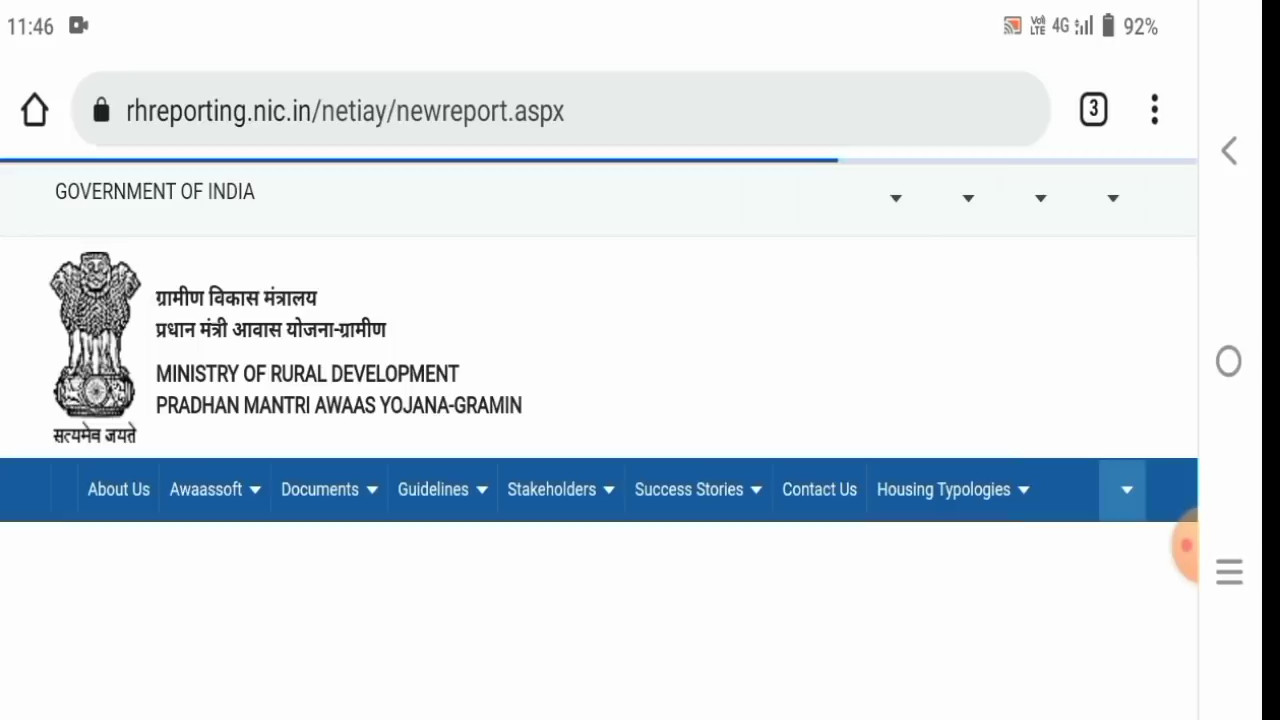 11:46 Vo) LTE 4G 92%
rhreporting.nic.in/netiay/newreport.aspx 3
GOVERNMENT OF INDIA
ग्रामीण विकास मंत्रालय
प्रधान मंत्री आवास योजना-ग्रामीण
MINISTRY OF RURAL DEVELOPMENT
PRADHAN MANTRI AWAAS YOJANA-GRAMIN
सत्यमेव जयते
About Us Awaassoft Documents Guidelines Stakeholders Success Stories Contact Us Housing Typologies